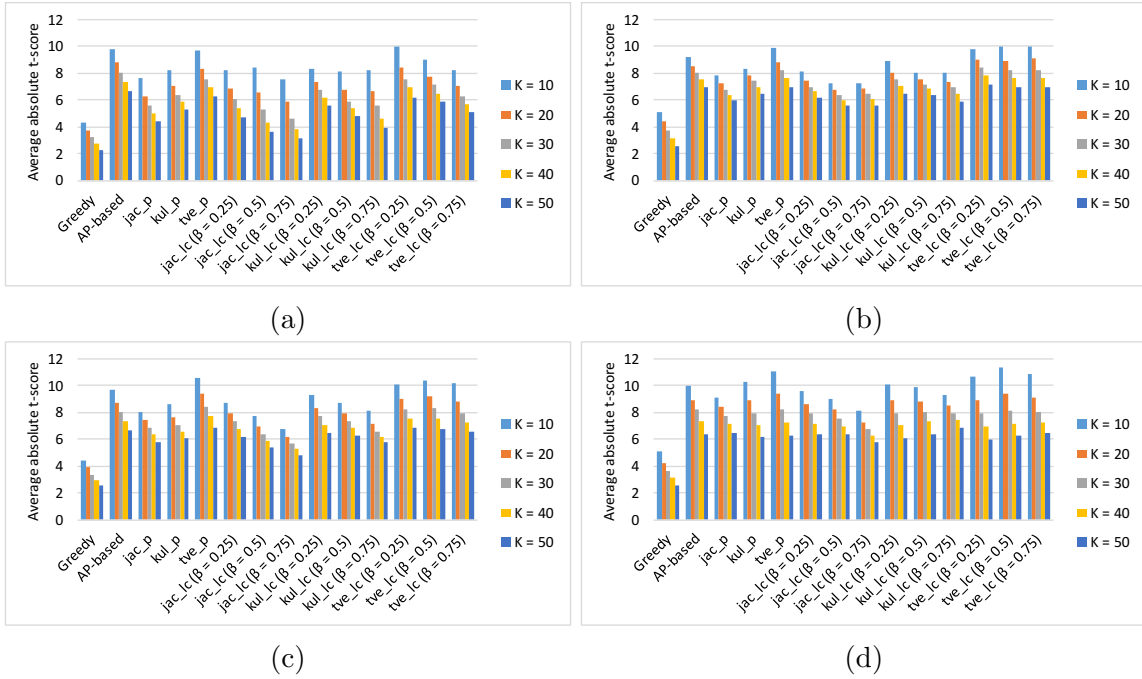 Average absolute t-score
12
10
8
6
4
2
0
Greedy
AP-based
jac_p
kul_p
tve_p
jac_lc (β = 0.25)
jac_lc (β = 0.5)
jac_lc (β = 0.75)
kul_lc (β = 0.25)
kul_lc (β = 0.5)
kul_lc (β = 0.75)
tve_lc (β = 0.25)
tve_lc (β = 0.5)
tve_lc (β = 0.75)
K = 10
K = 20
K = 30
K = 40
K = 50
(a)
Average absolute t-score
12
10
8
6
4
2
0
Greedy
AP-based
jac_p
kul_p
tve_p
jac_lc (β = 0.25)
jac_lc (β = 0.5)
jac_lc (β = 0.75)
kul_lc (β = 0.25)
kul_lc (β = 0.5)
kul_lc (β = 0.75)
tve_lc (β = 0.25)
tve_lc (β = 0.5)
tve_lc (β = 0.75)
K = 10
K = 20
K = 30
K = 40
K = 50
(b)
Average absolute t-score
12
10
8
6
4
2
0
Greedy
AP-based
jac_p
kul_p
tve_p
jac_lc (β = 0.25)
jac_lc (β = 0.5)
jac_lc (β = 0.75)
kul_lc (β = 0.25)
kul_lc (β = 0.5)
kul_lc (β = 0.75)
tve_lc (β = 0.25)
tve_lc (β = 0.5)
tve_lc (β = 0.75)
K = 10
K = 20
K = 30
K = 40
K = 50
(c)
Average absolute t-score
12
10
8
6
4
2
0
Greedy
AP-based
jac_p
kul_p
tve_p
jac_lc (β = 0.25)
jac_lc (β = 0.5)
jac_lc (β = 0.75)
kul_lc (β = 0.25)
kul_lc (β = 0.5)
kul_lc (β = 0.75)
tve_lc (β = 0.25)
tve_lc (β = 0.5)
tve_lc (β = 0.75)
K = 10
K = 20
K = 30
K = 40
K = 50
(d)